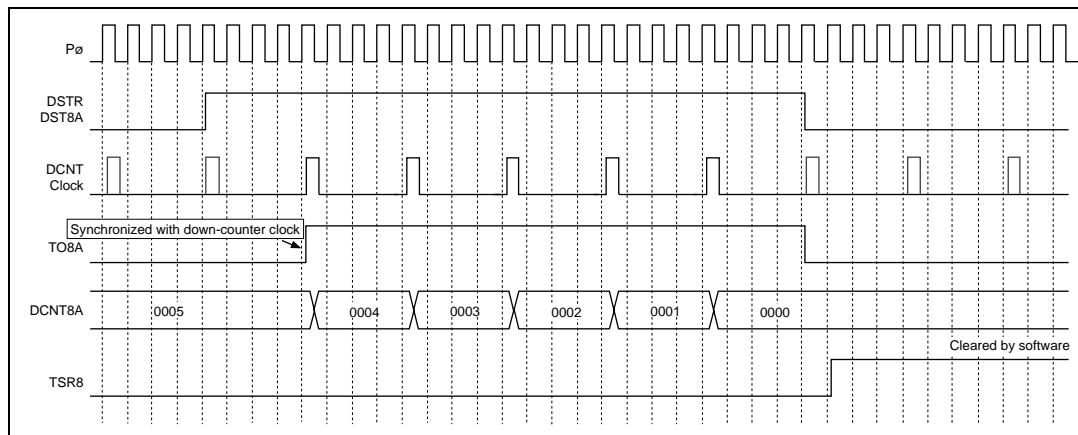 Pø
DSTR
DST8A
DCNT
Clock
Synchronized with down-counter clock
TO8A
DCNT8A
0005
0004
0003
0002
0001
0000
Cleared by software
TSR8